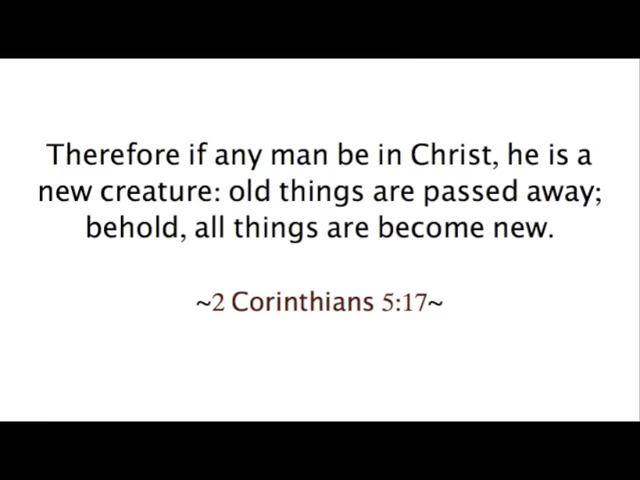 Therefore if any man be in Christ, he is a
new creature: old things are passed away;
behold, all things are become new.
~2 Corinthians 5:17~